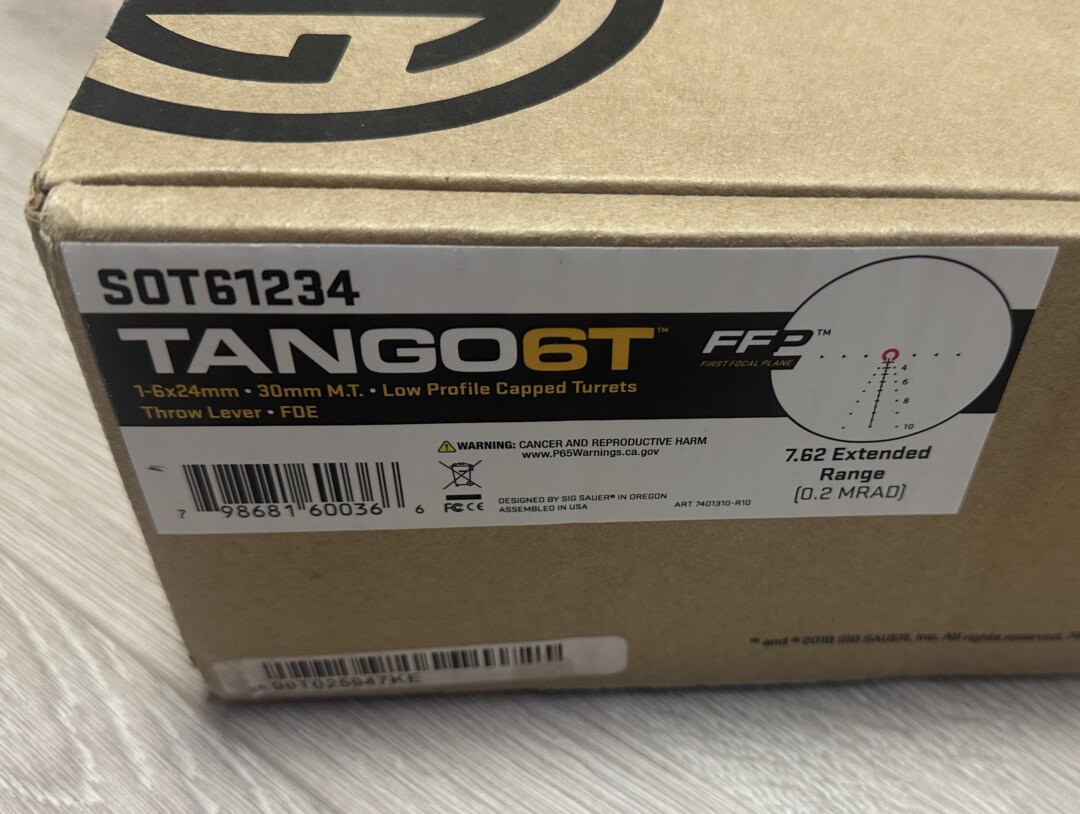 SOT61234
TANGO6T™
FFP™
FIRST FOCAL PLANE
1-6x24mm • 30mm M.T. • Low Profile Capped Turrets
Throw Lever • FDE
4
6
8
10
WARNING: CANCER AND REPRODUCTIVE HARM
www.P65Warnings.ca.gov
7.62 Extended
Range
(0.2 MRAD)
7 98681 60036 6
FC CE
DESIGNED BY SIG SAUER® IN OREGON
ASSEMBLED IN USA
ART 7401310-R10
™ and ® 2018 SIG SAUER, Inc. All rights reserved.